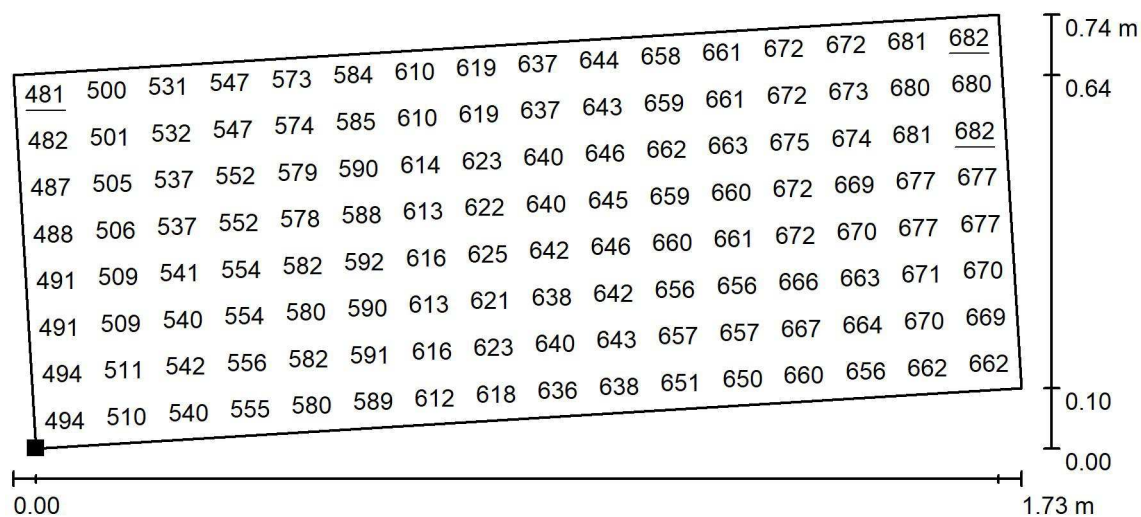 481 500 531 547 573 584 610 619 637 644 658 661 672 672 681 682
482 501 532 547 574 585 610 619 637 643 659 661 672 673 680 680
487 505 537 552 579 590 614 623 640 646 662 663 675 674 681 682
488 506 537 552 578 588 613 622 640 645 659 660 672 669 677 677
491 509 541 554 582 592 616 625 642 646 660 661 672 670 677 677
491 509 540 554 580 590 613 621 638 642 656 656 666 663 671 670
494 511 542 556 582 591 616 623 640 643 657 657 667 664 670 669
494 510 540 555 580 589 612 618 636 638 651 650 660 656 662 662
0.74 m
0.64
0.10
0.00
0.00 1.73 m